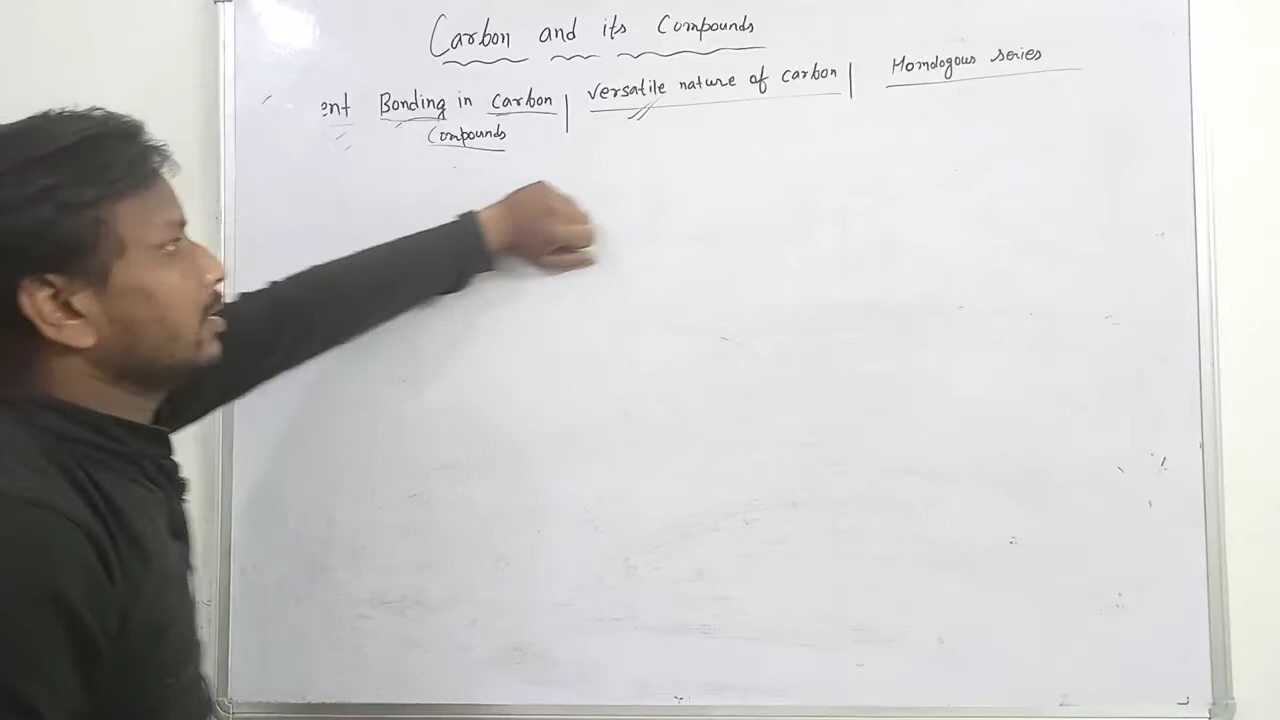 Carbon and its Compounds
ent Bonding in carbon | versatile nature of carbon | Homologous series
Compounds